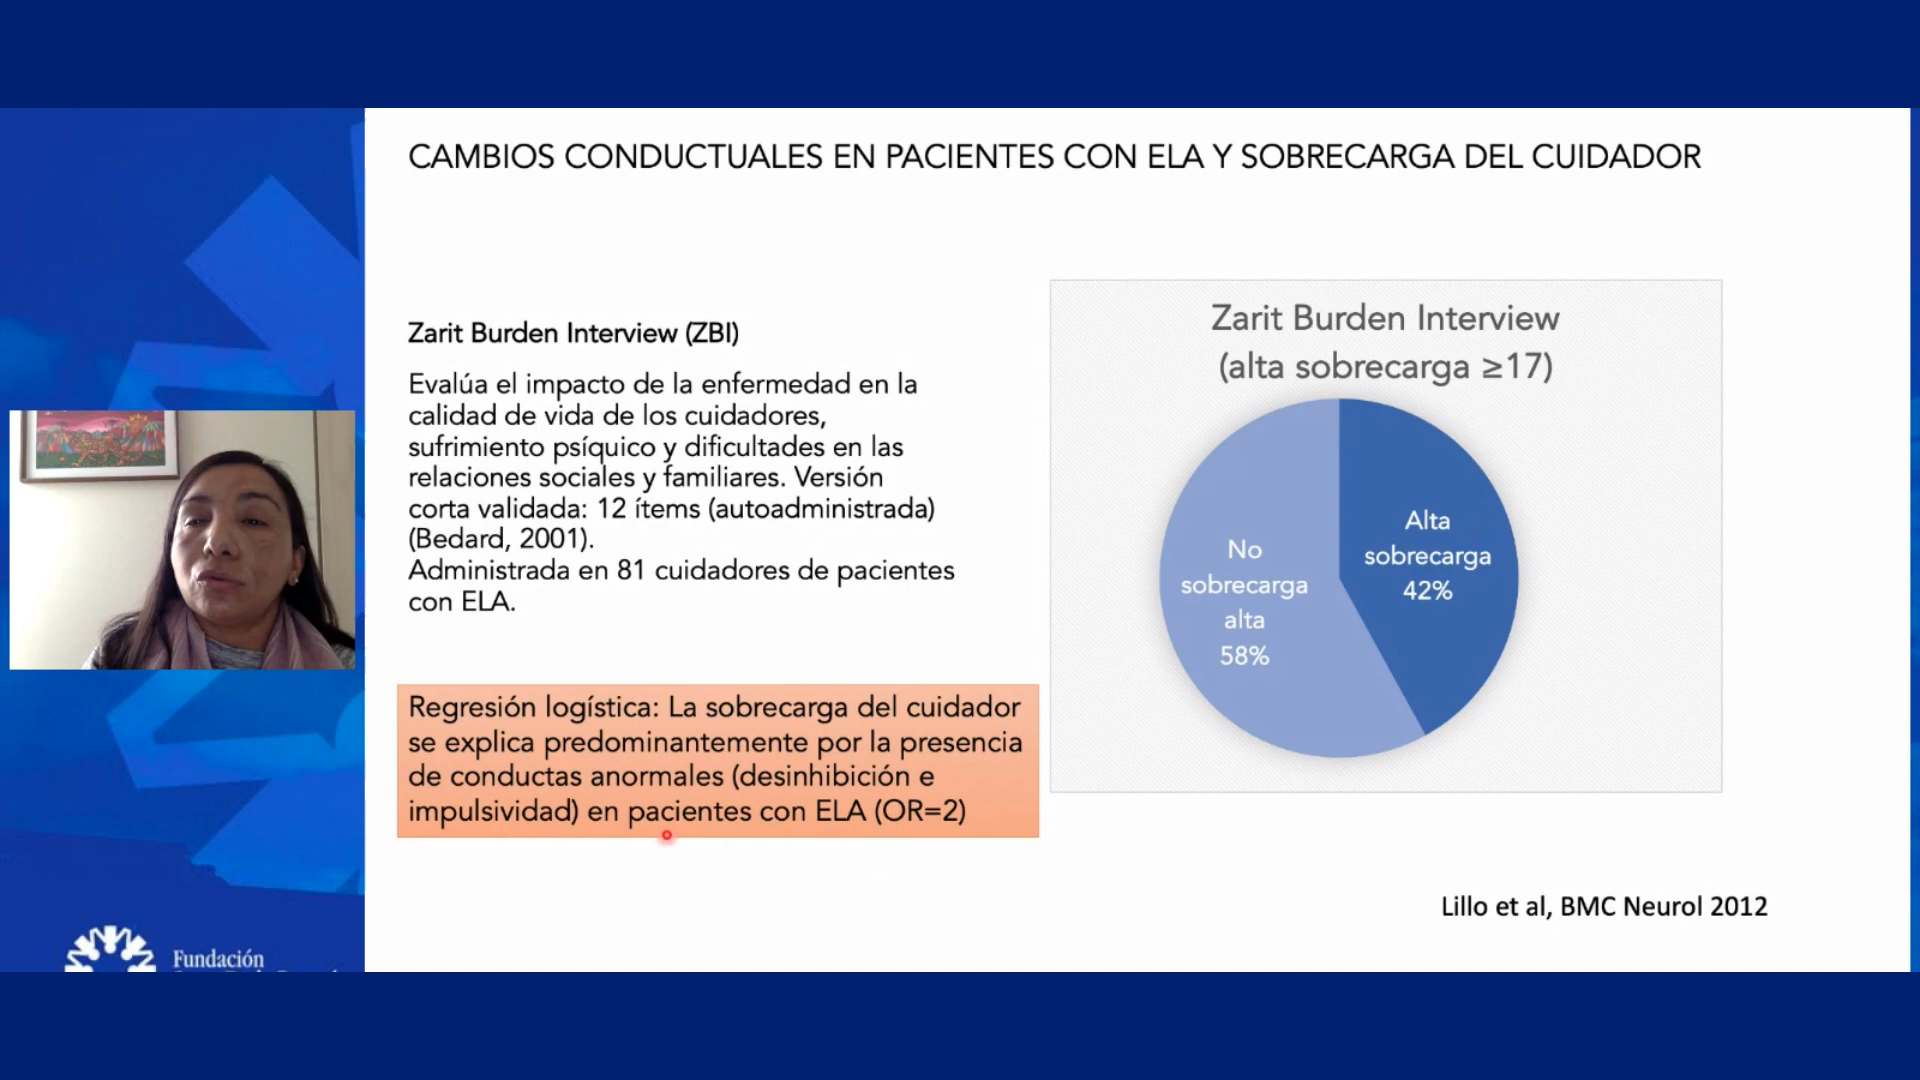 CAMBIOS CONDUCTUALES EN PACIENTES CON ELA Y SOBRECARGA DEL CUIDADOR
Zarit Burden Interview (ZBI)
Evalúa el impacto de la enfermedad en la
calidad de vida de los cuidadores,
sufrimiento psíquico y dificultades en las
relaciones sociales y familiares. Versión
corta validada: 12 ítems (autoadministrada)
(Bedard, 2001).
Administrada en 81 cuidadores de pacientes
con ELA.
Regresión logística: La sobrecarga del cuidador
se explica predominantemente por la presencia
de conductas anormales (desinhibición e
impulsividad) en pacientes con ELA (OR=2)
Zarit Burden Interview
(alta sobrecarga ≥17)
Alta
sobrecarga
42%
No
sobrecarga
alta
58%
Lillo et al, BMC Neurol 2012
Fundación